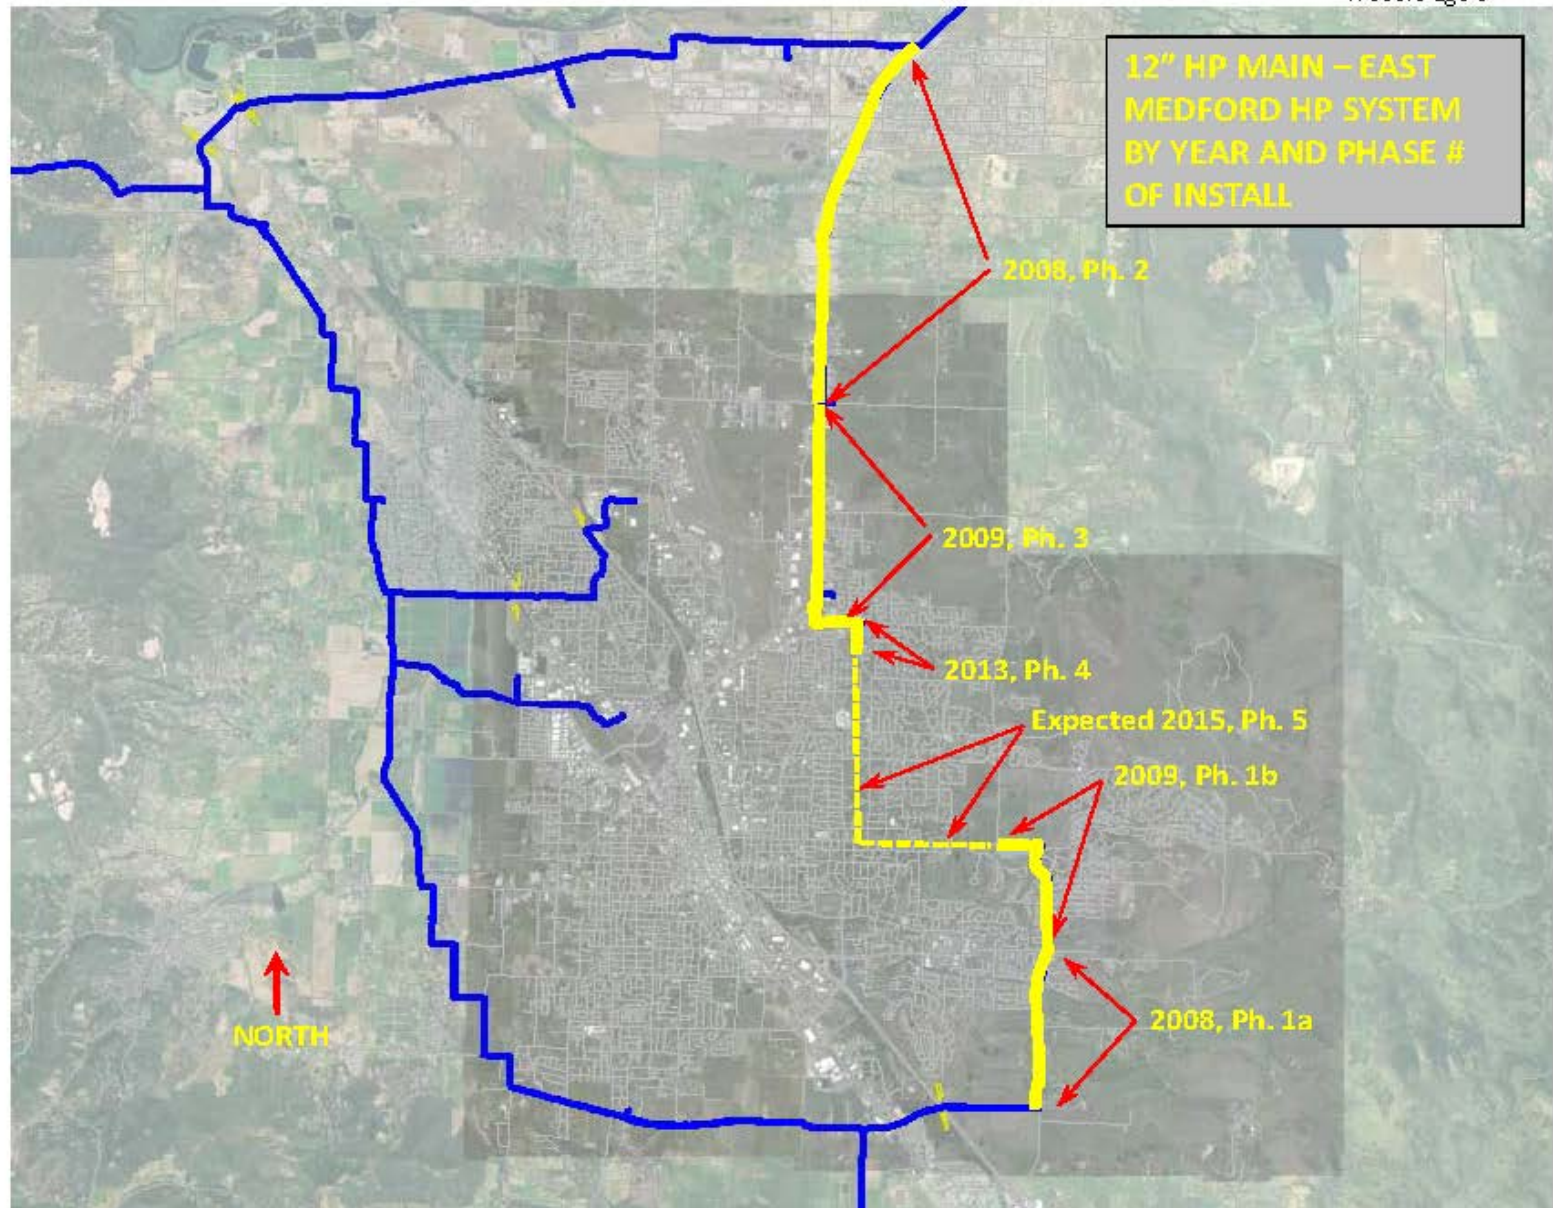 12" HP MAIN – EAST
MEDFORD HP SYSTEM
BY YEAR AND PHASE #
OF INSTALL
2008, Ph. 2
2009, Ph. 3
2013, Ph. 4
Expected 2015, Ph. 5
2009, Ph. 1b
2008, Ph. 1a
NORTH